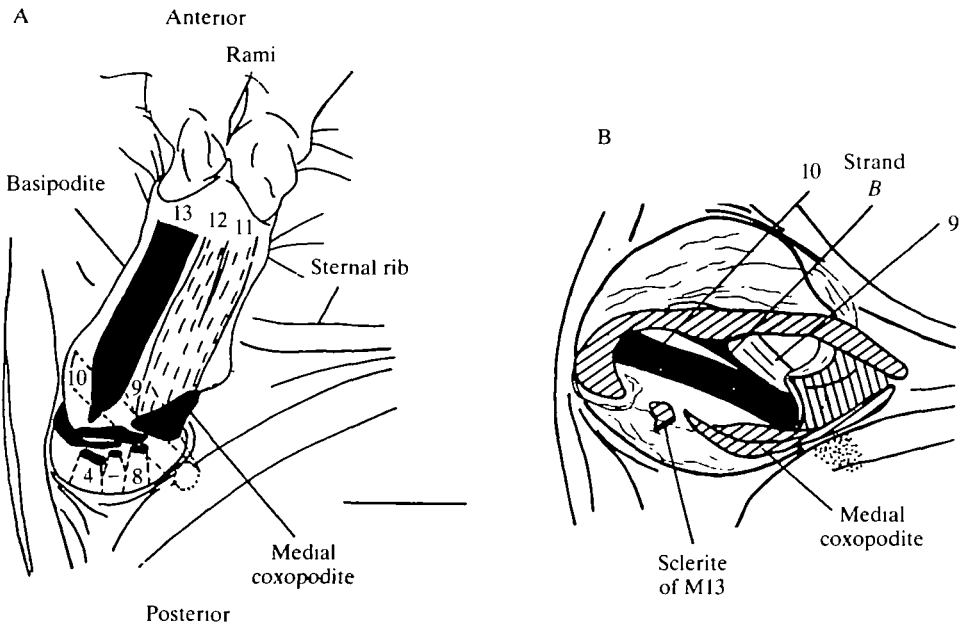 A
Anterior
Rami
Basipodite
13
12
11
Sternal rib
10
9
4
–
8
Medial
coxopodite
Posterior
B
10
Strand
B
9
Medial
coxopodite
Sclerite
of M13